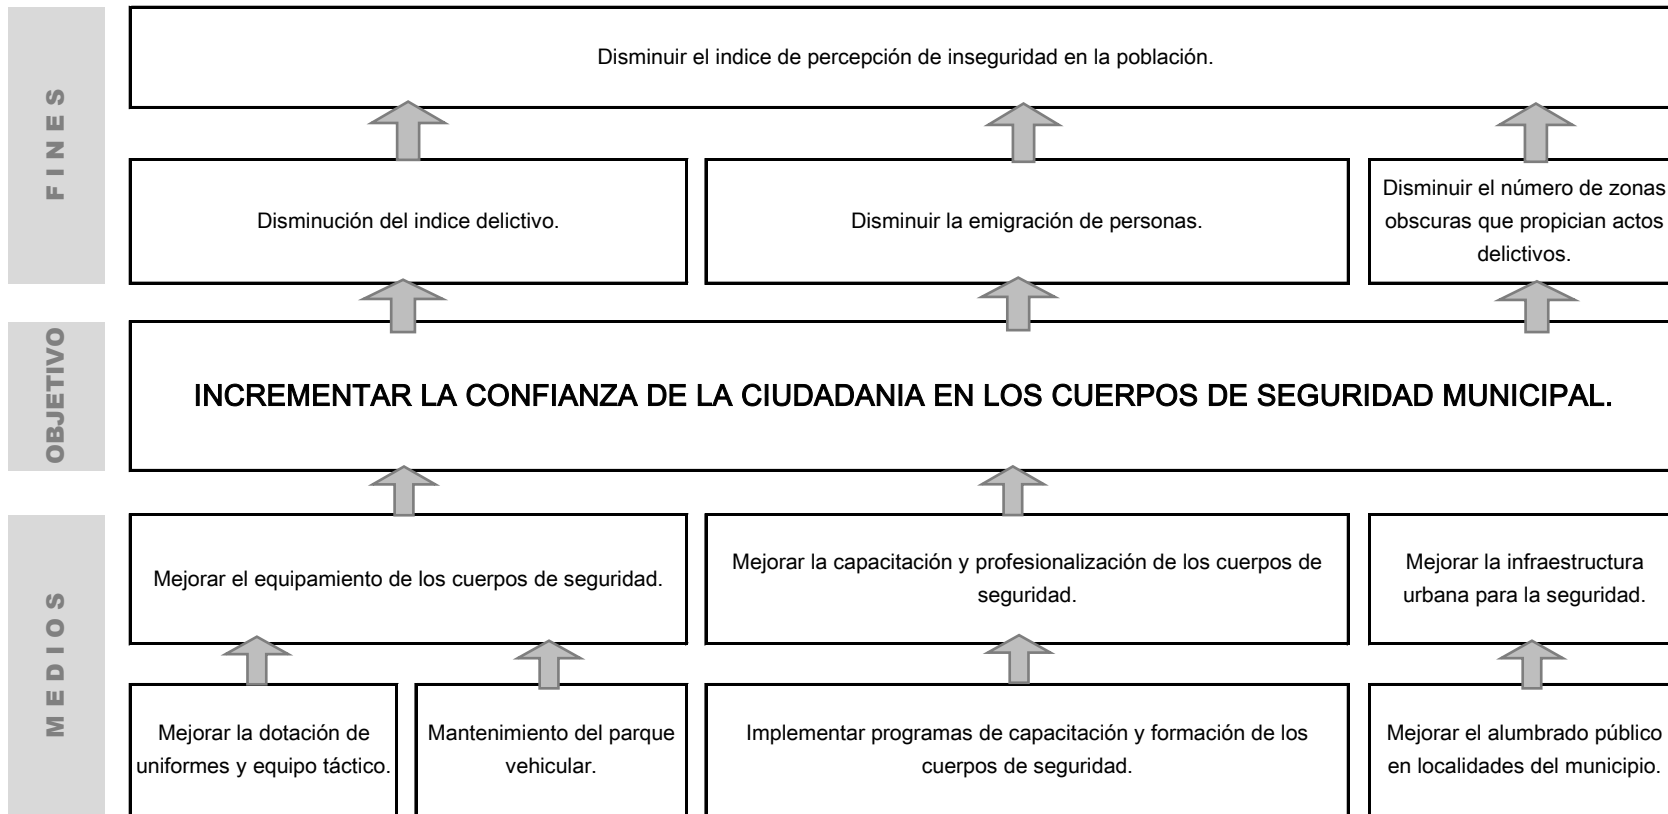 FINES
Disminuir el indice de percepción de inseguridad en la población.
Disminución del indice delictivo.
Disminuir la emigración de personas.
Disminuir el número de zonas
obscuras que propician actos
delictivos.
OBJETIVO
INCREMENTAR LA CONFIANZA DE LA CIUDADANIA EN LOS CUERPOS DE SEGURIDAD MUNICIPAL.
MEDIOS
Mejorar el equipamiento de los cuerpos de seguridad.
Mejorar la capacitación y profesionalización de los cuerpos de
seguridad.
Mejorar la infraestructura
urbana para la seguridad.
Mejorar la dotación de
uniformes y equipo táctico.
Mantenimiento del parque
vehicular.
Implementar programas de capacitación y formación de los
cuerpos de seguridad.
Mejorar el alumbrado público
en localidades del municipio.